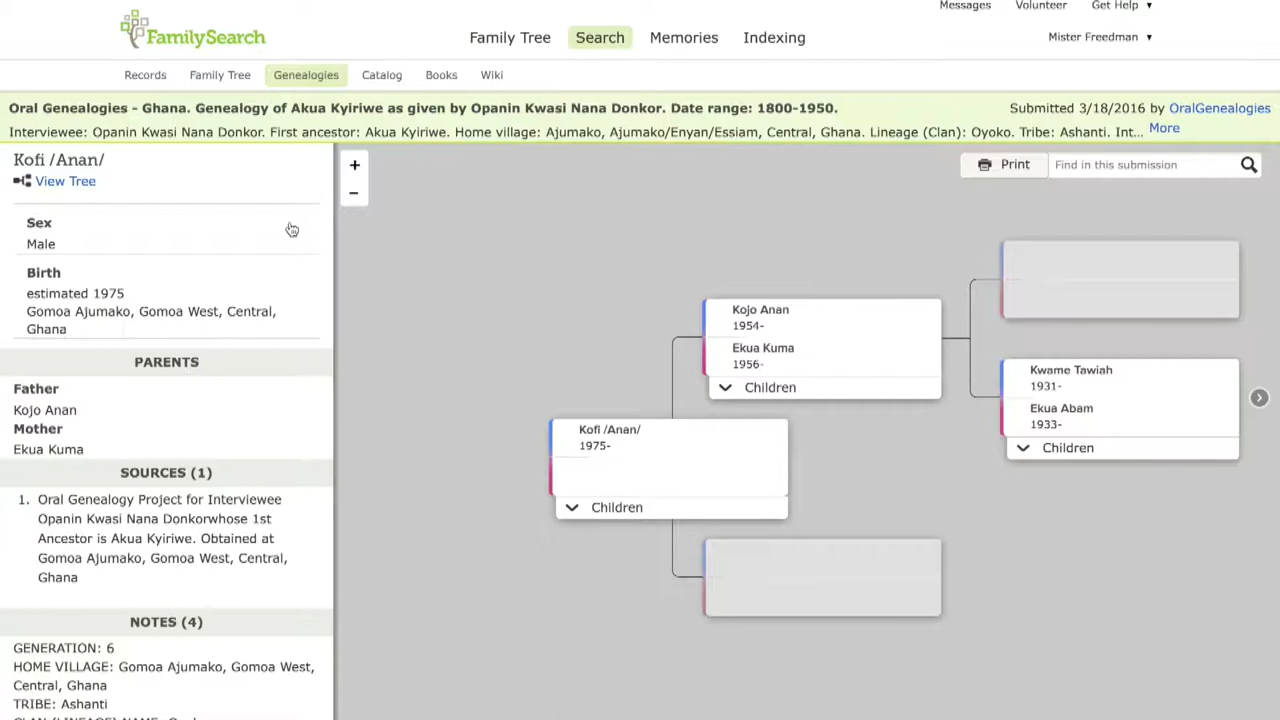 Messages Volunteer Get Help
FamilySearch
Family Tree Search Memories Indexing
Mister Freedman
Records Family Tree Genealogies Catalog Books Wiki
Oral Genealogies - Ghana. Genealogy of Akua Kyiriwe as given by Opanin Kwasi Nana Donkor. Date range: 1800-1950.
Submitted 3/18/2016 by OralGenealogies
Interviewee: Opanin Kwasi Nana Donkor. First ancestor: Akua Kyiriwe. Home village: Ajumako, Ajumako/Enyan/Essiam, Central, Ghana. Lineage (Clan): Oyoko. Tribe: Ashanti. Int...
More
Kofi /Anan/
View Tree
Sex
Male
Birth
estimated 1975
Gomoa Ajumako, Gomoa West, Central,
Ghana
PARENTS
Father
Kojo Anan
Mother
Ekua Kuma
SOURCES (1)
1. Oral Genealogy Project for Interviewee
Opanin Kwasi Nana Donkorwhose 1st
Ancestor is Akua Kyiriwe. Obtained at
Gomoa Ajumako, Gomoa West, Central,
Ghana
NOTES (4)
GENERATION: 6
HOME VILLAGE: Gomoa Ajumako, Gomoa West,
Central, Ghana
TRIBE: Ashanti
+
-
Print
Find in this submission
Kofi /Anan/
1975-
Children
Kojo Anan
1954-
Ekua Kuma
1956-
Children
Kwame Tawiah
1931-
Ekua Abam
1933-
Children